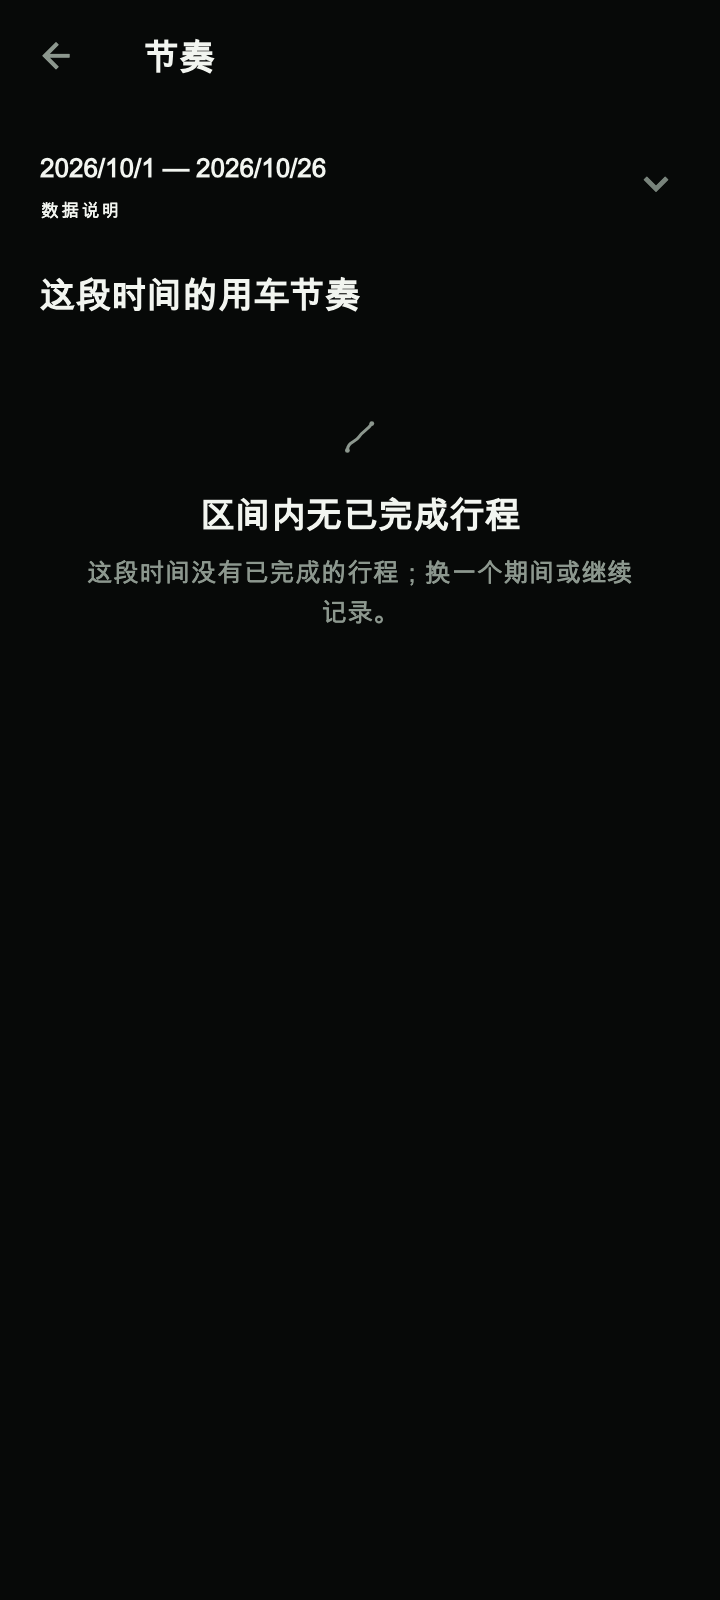 节奏
2026/10/1 — 2026/10/26
数据说明
这段时间的用车节奏
区间内无已完成行程
这段时间没有已完成的行程；换一个期间或继续
记录。